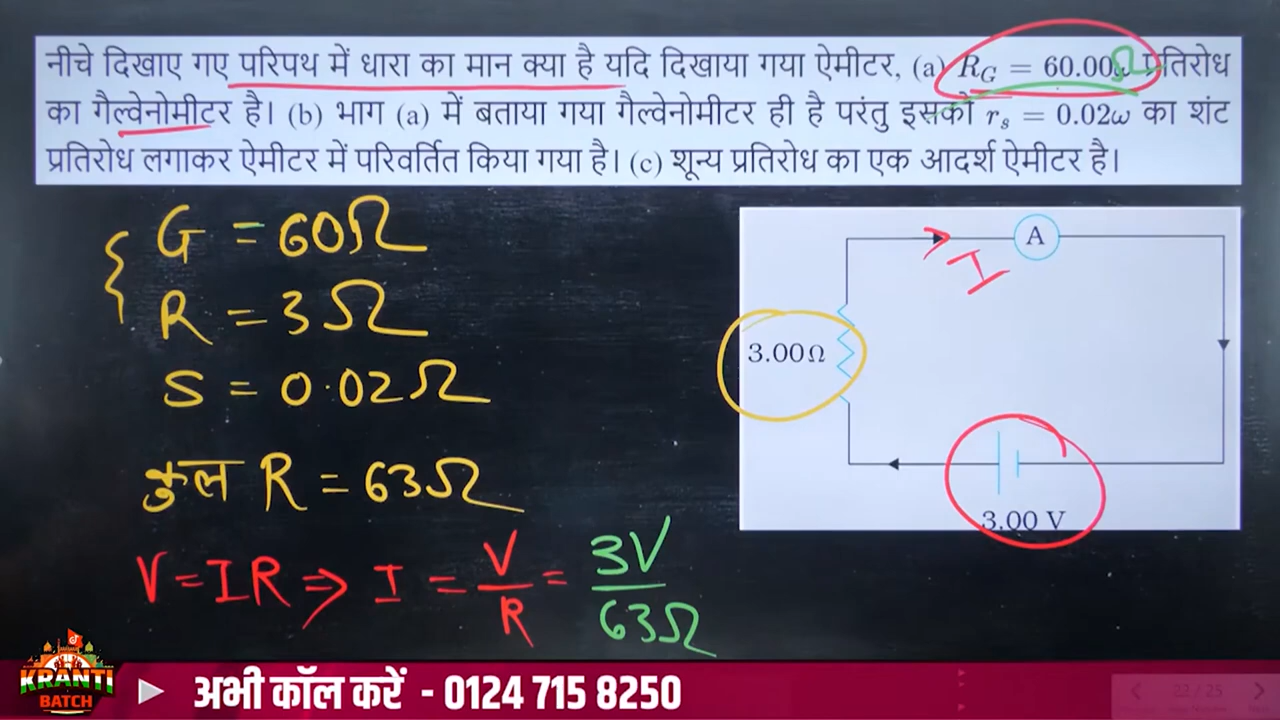 नीचे दिखाए गए परिपथ में धारा का मान क्या है यदि दिखाया गया ऐमीटर, (a) R_G = 60.00Ω प्रतिरोध
का गैल्वेनोमीटर है। (b) भाग (a) में बताया गया गैल्वेनोमीटर ही है परंतु इसको r_s = 0.02ω का शंट
प्रतिरोध लगाकर ऐमीटर में परिवर्तित किया गया है। (c) शून्य प्रतिरोध का एक आदर्श ऐमीटर है।
G = 60Ω
R = 3Ω
S = 0.02Ω
कुल R = 63Ω
V = IR ⇒ I = V/R = 3V/63Ω
A
I
3.00Ω
3.00 V
KRANTI
BATCH
अभी कॉल करें - 0124 715 8250
22 / 25